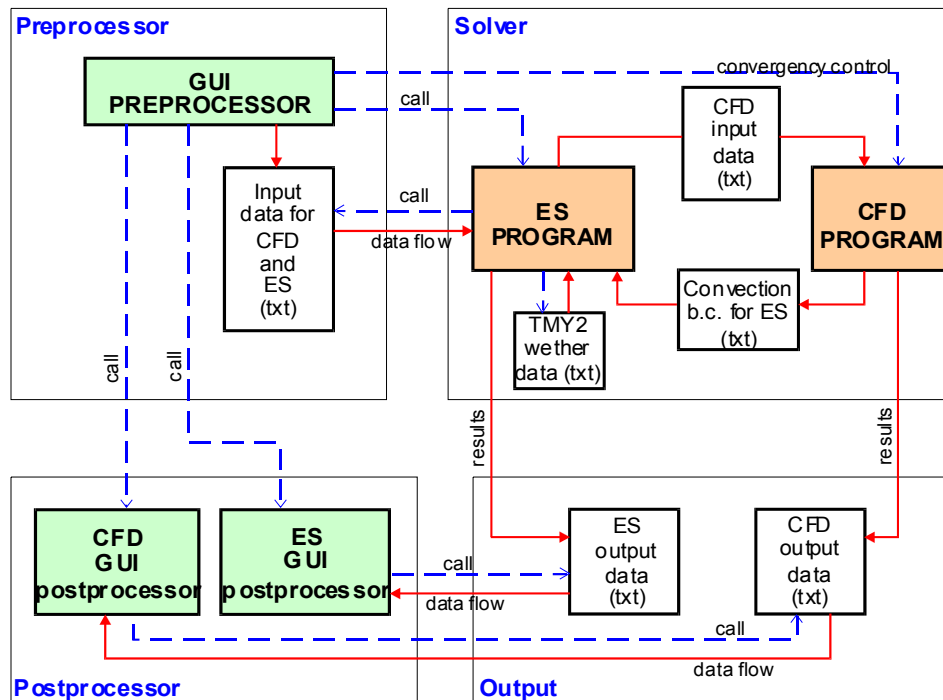 Preprocessor
Solver
GUI
PREPROCESSOR
convergency control
call
CFD
input
data
(txt)
Input
data for
CFD
and
ES
(txt)
call
data flow
ES
PROGRAM
CFD
PROGRAM
Convection
b.c. for ES
(txt)
TMY2
wether
data (txt)
call
call
results
results
CFD
GUI
postprocessor
ES
GUI
postprocessor
call
data flow
ES
output
data
(txt)
CFD
output
data
(txt)
call
data flow
Postprocessor
Output